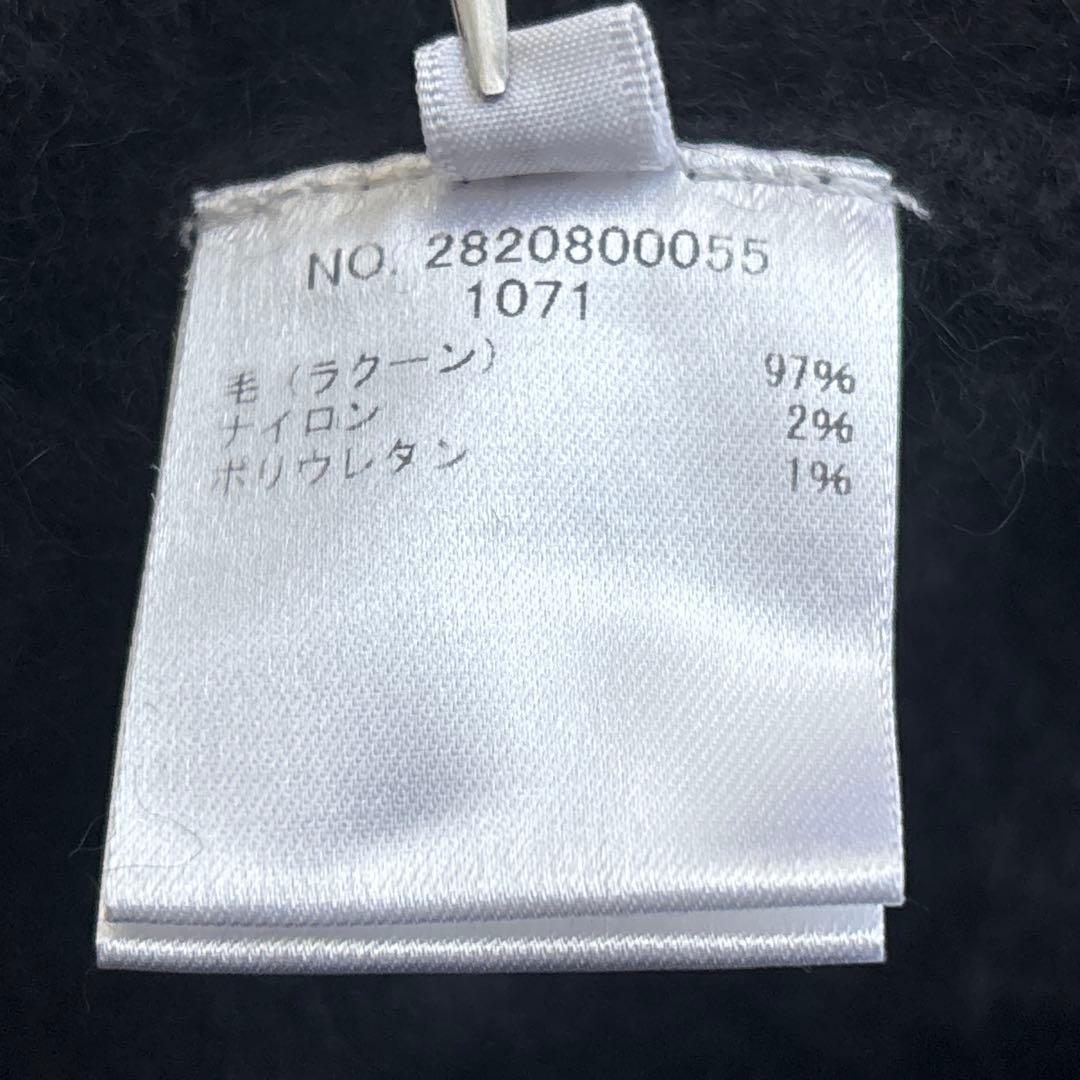 NO. 2820800055
1071
毛 (ラクーン) 97%
ナイロン 2%
ポリウレタン 1%